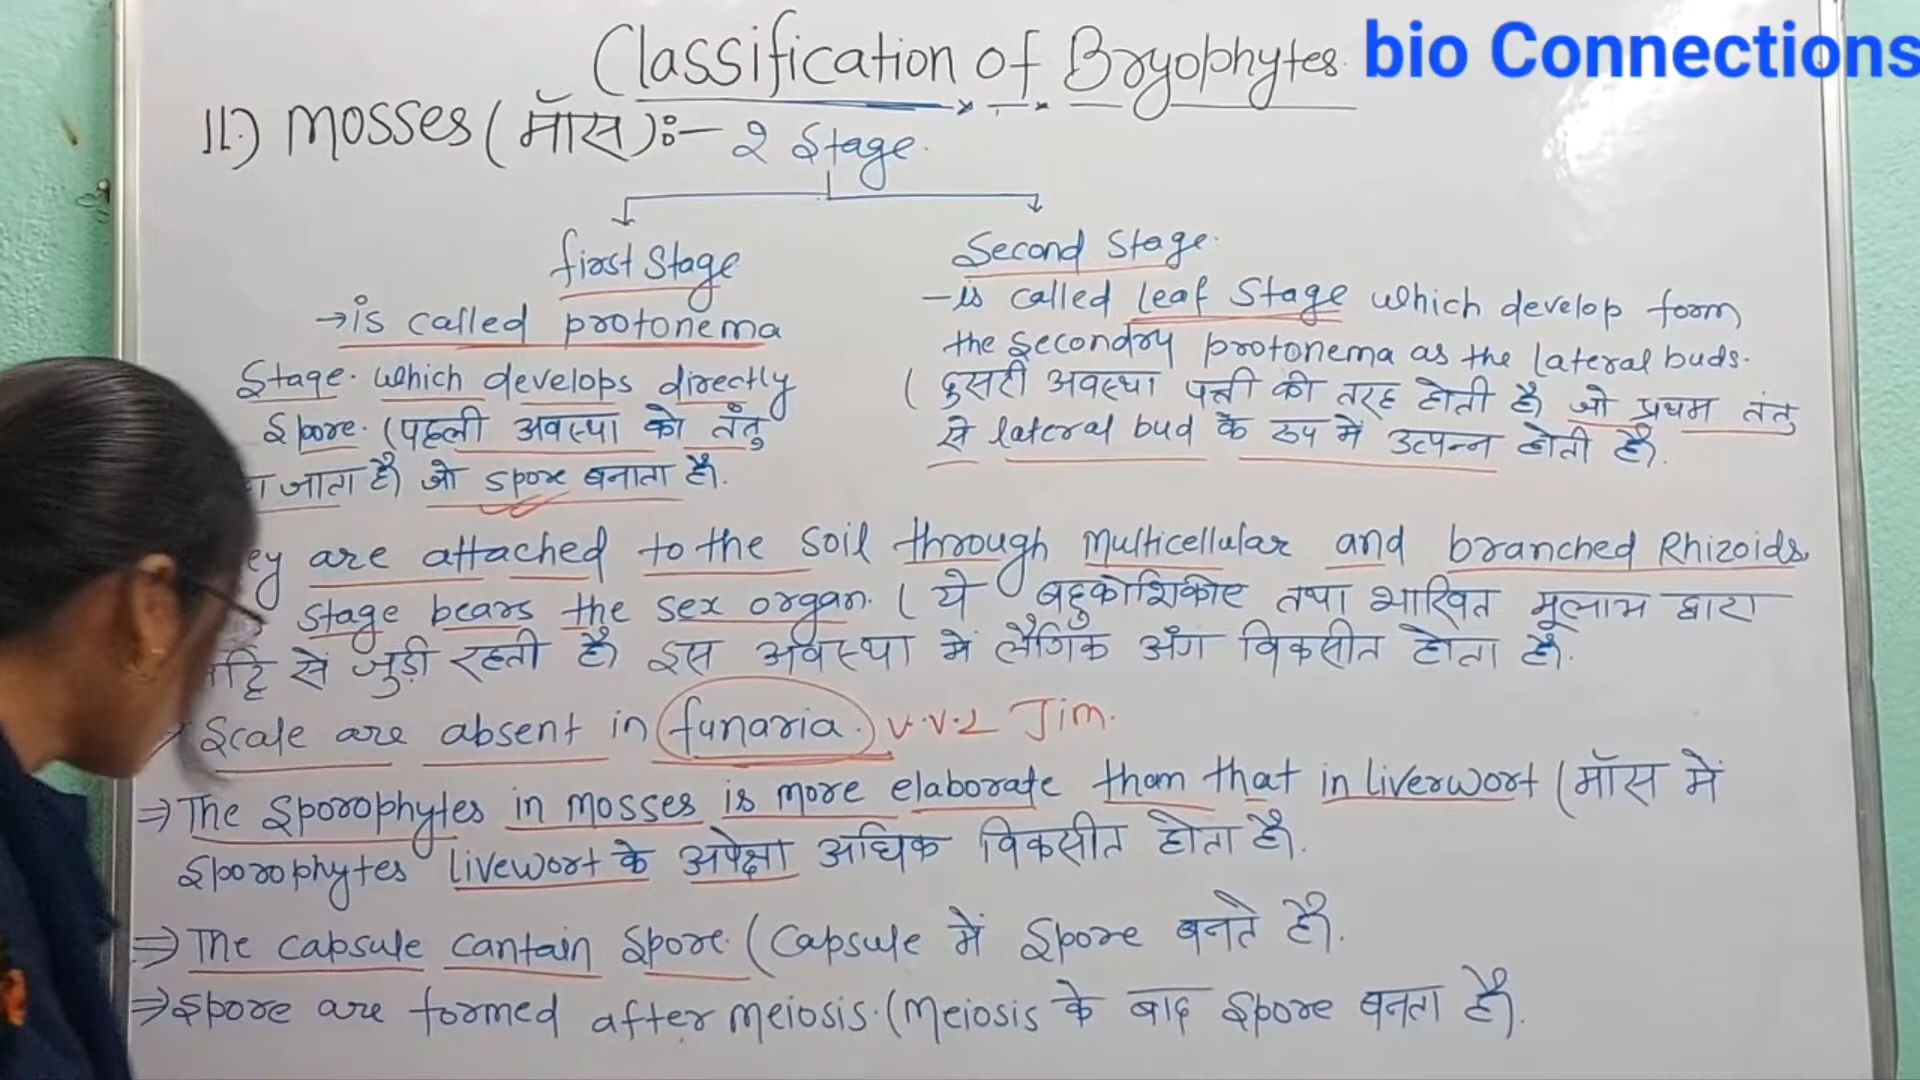 Classification of Bryophytes
bio Connections
II.) Mosses (मॉस):- 2 Stage.
first Stage
→ is called protonema
Stage. which develops directly
Spore. (पहली अवस्था को तंतु
जाता है) जो spore बनाता है.
Second Stage.
- is called leaf Stage which develop form
the Secondry protonema as the lateral buds.
( दुसरी अवस्था पत्ती की तरह होती है जो प्रथम तंतु
से lateral bud के रूप में उत्पन्न होती है).
ey are attached to the Soil through Multicellular and branched Rhizoids
Stage bears the sex organ. ( ये बहुकोशिकीए तथा शाखित मूलाभ द्वारा
से जुड़ी रहती है) इस अवस्था में लैंगिक अंग विकसीत होता है.
Scale are absent in funaria. V.V.I Jim.
⇒ The Sporophytes in mosses is more elaborate than that in liverwort (मॉस में
Sporophytes livewort के अपेक्षा अधिक विकसीत होता है.
⇒ The capsule cantain Spore. (Capsule में Spore बनते है).
⇒ Spore are formed after meiosis. (Meiosis के बाद Spore बनता है).